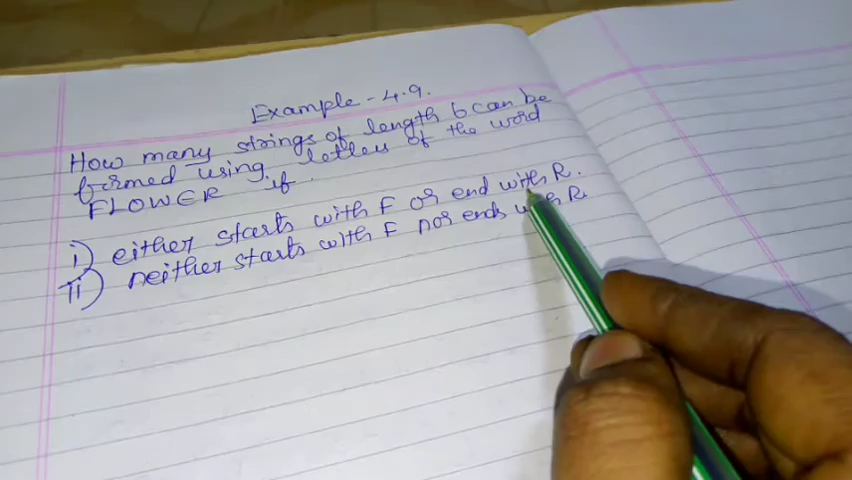 Example - 4.9.
How many strings of length 6 can be
formed using letters of the word
FLOWER if
i) either starts with F or end with R.
ii) neither starts with F nor ends with R.